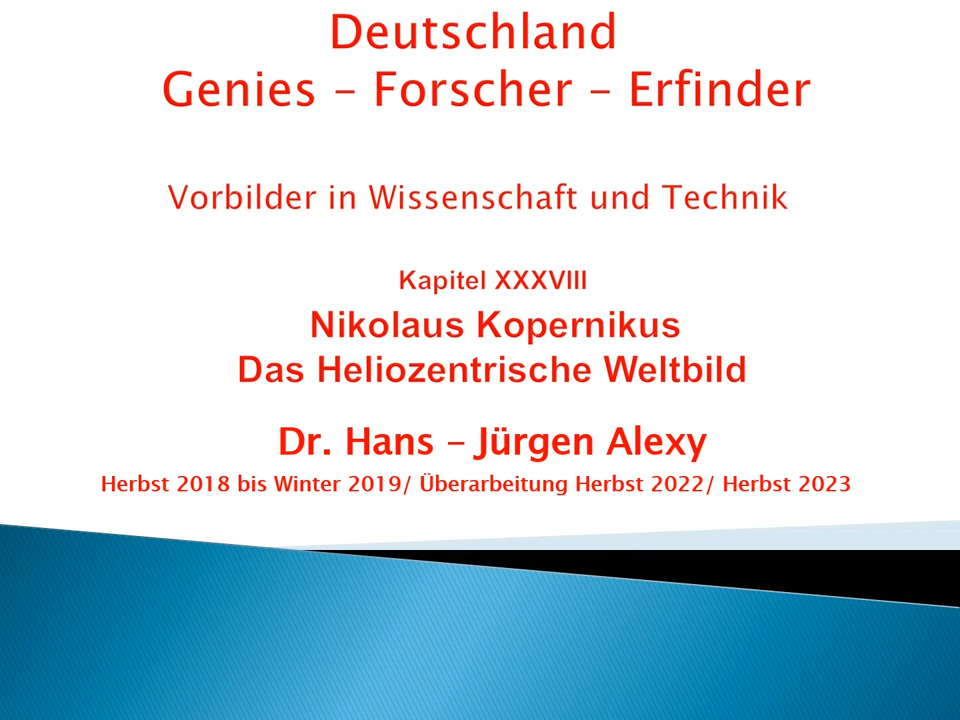 Deutschland
Genies – Forscher – Erfinder
Vorbilder in Wissenschaft und Technik
Kapitel XXXVIII
Nikolaus Kopernikus
Das Heliozentrische Weltbild
Dr. Hans – Jürgen Alexy
Herbst 2018 bis Winter 2019/ Überarbeitung Herbst 2022/ Herbst 2023